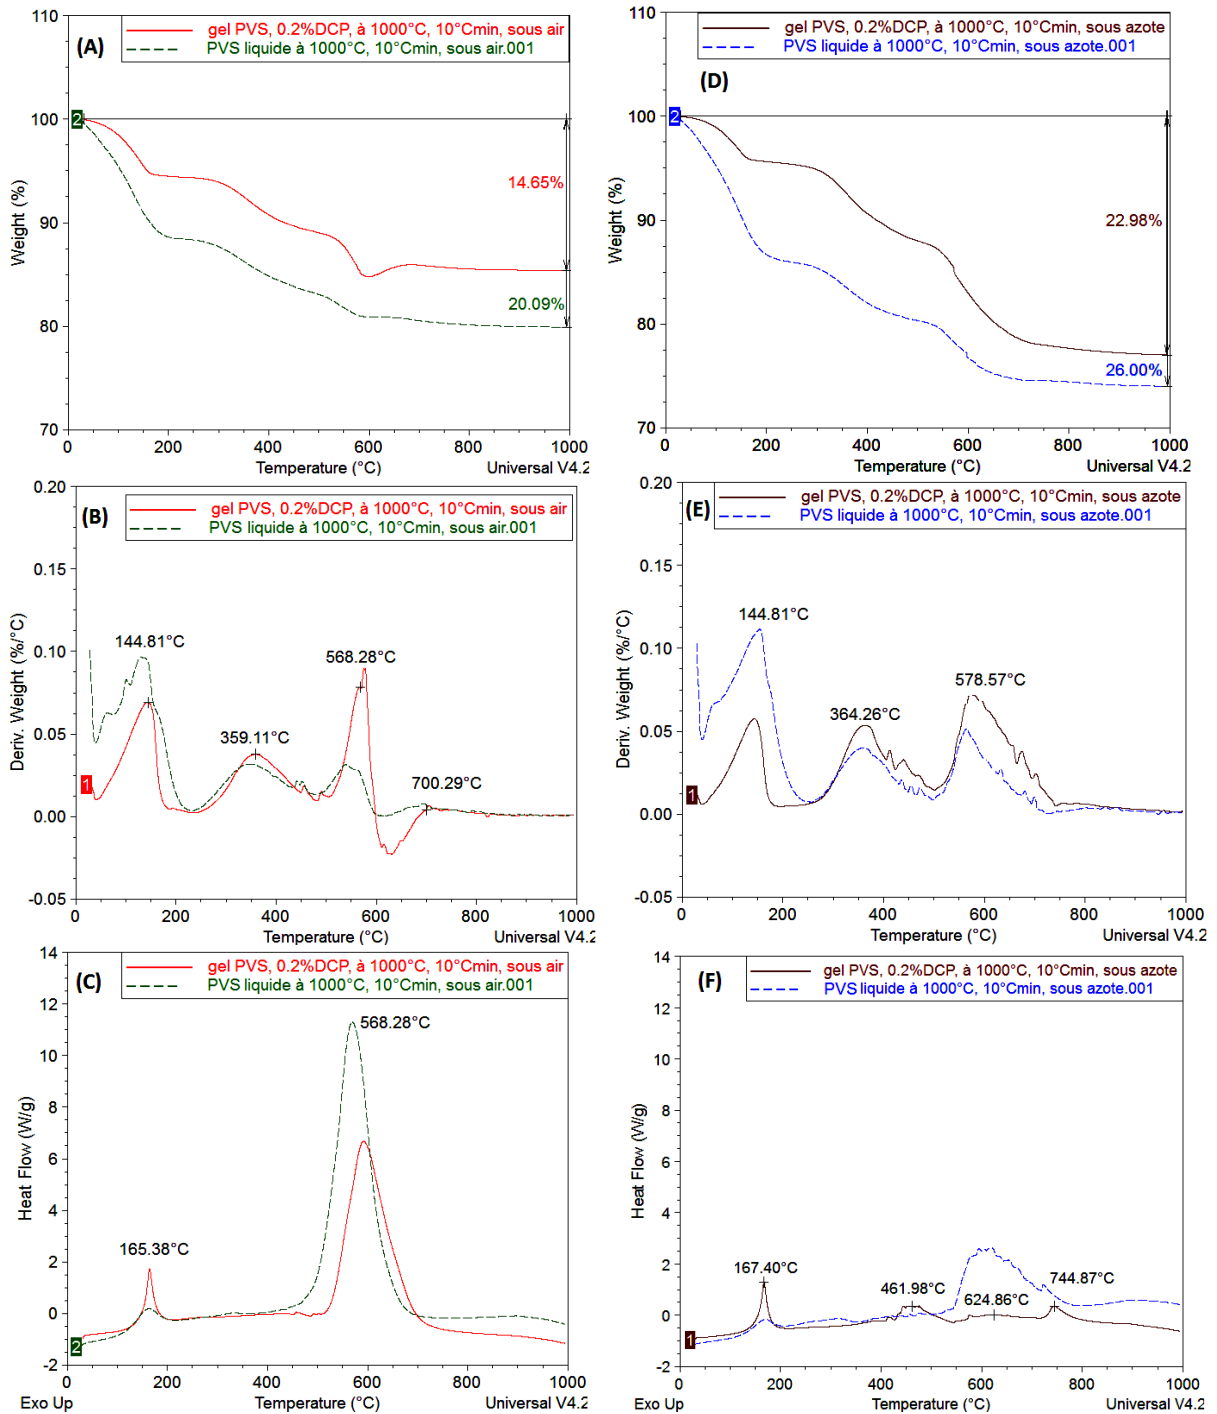 (A)
gel PVS, 0.2%DCP, à 1000°C, 10°Cmin, sous air
PVS liquide à 1000°C, 10°Cmin, sous air.001
110
100
90
80
70
Weight (%)
2
14.65%
20.09%
0 200 400 600 800 1000
Temperature (°C)
Universal V4.2
(D)
gel PVS, 0.2%DCP, à 1000°C, 10°Cmin, sous azote
PVS liquide à 1000°C, 10°Cmin, sous azote.001
110
100
90
80
70
Weight (%)
2
22.98%
26.00%
0 200 400 600 800 1000
Temperature (°C)
Universal V4.2
(B)
gel PVS, 0.2%DCP, à 1000°C, 10°Cmin, sous air
PVS liquide à 1000°C, 10°Cmin, sous air.001
0.20
0.15
0.10
0.05
0.00
-0.05
Deriv. Weight (%/°C)
1
144.81°C
359.11°C
568.28°C
700.29°C
0 200 400 600 800 1000
Temperature (°C)
Universal V4.2
(E)
gel PVS, 0.2%DCP, à 1000°C, 10°Cmin, sous azote
PVS liquide à 1000°C, 10°Cmin, sous azote.001
0.20
0.15
0.10
0.05
0.00
-0.05
Deriv. Weight (%/°C)
1
144.81°C
364.26°C
578.57°C
0 200 400 600 800 1000
Temperature (°C)
Universal V4.2
(C)
gel PVS, 0.2%DCP, à 1000°C, 10°Cmin, sous air
PVS liquide à 1000°C, 10°Cmin, sous air.001
14
12
10
8
6
4
2
0
-2
Heat Flow (W/g)
2
165.38°C
568.28°C
0 200 400 600 800 1000
Exo Up
Temperature (°C)
Universal V4.2
(F)
gel PVS, 0.2%DCP, à 1000°C, 10°Cmin, sous azote
PVS liquide à 1000°C, 10°Cmin, sous azote.001
14
12
10
8
6
4
2
0
-2
Heat Flow (W/g)
1
167.40°C
461.98°C
624.86°C
744.87°C
0 200 400 600 800 1000
Exo Up
Temperature (°C)
Universal V4.2